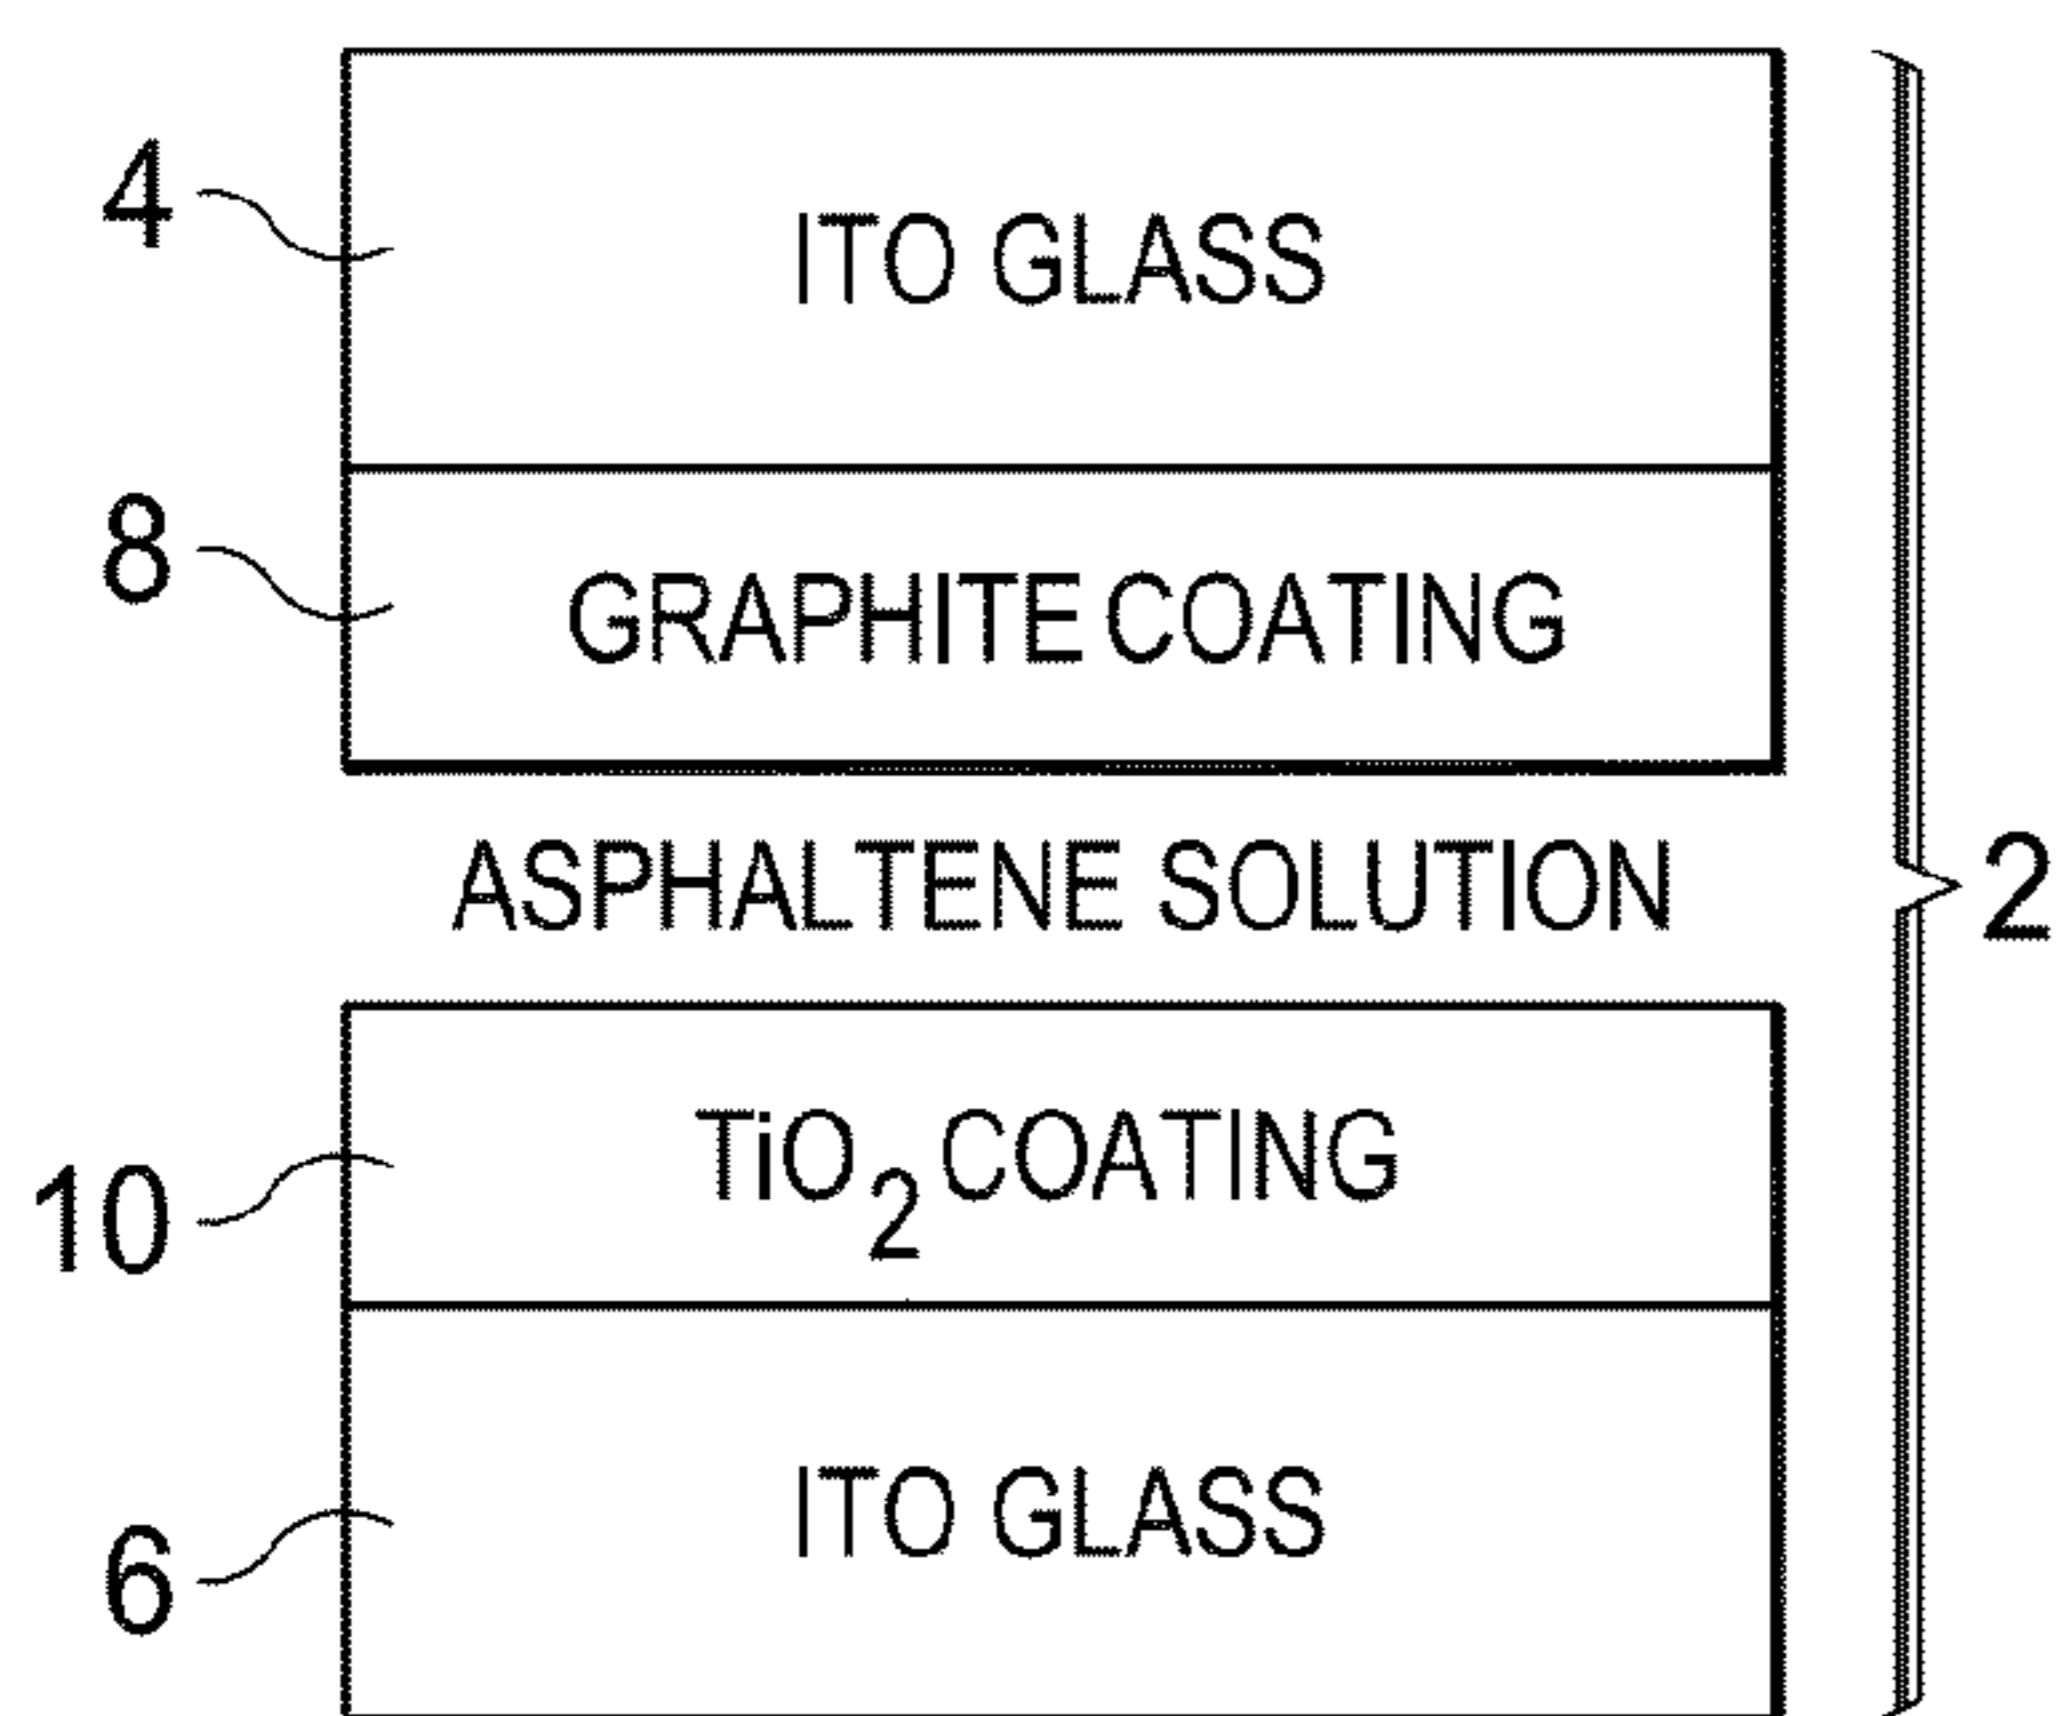 4
ITO GLASS
8
GRAPHITE COATING
ASPHALTENE SOLUTION
2
TiO₂ COATING
10
ITO GLASS
6